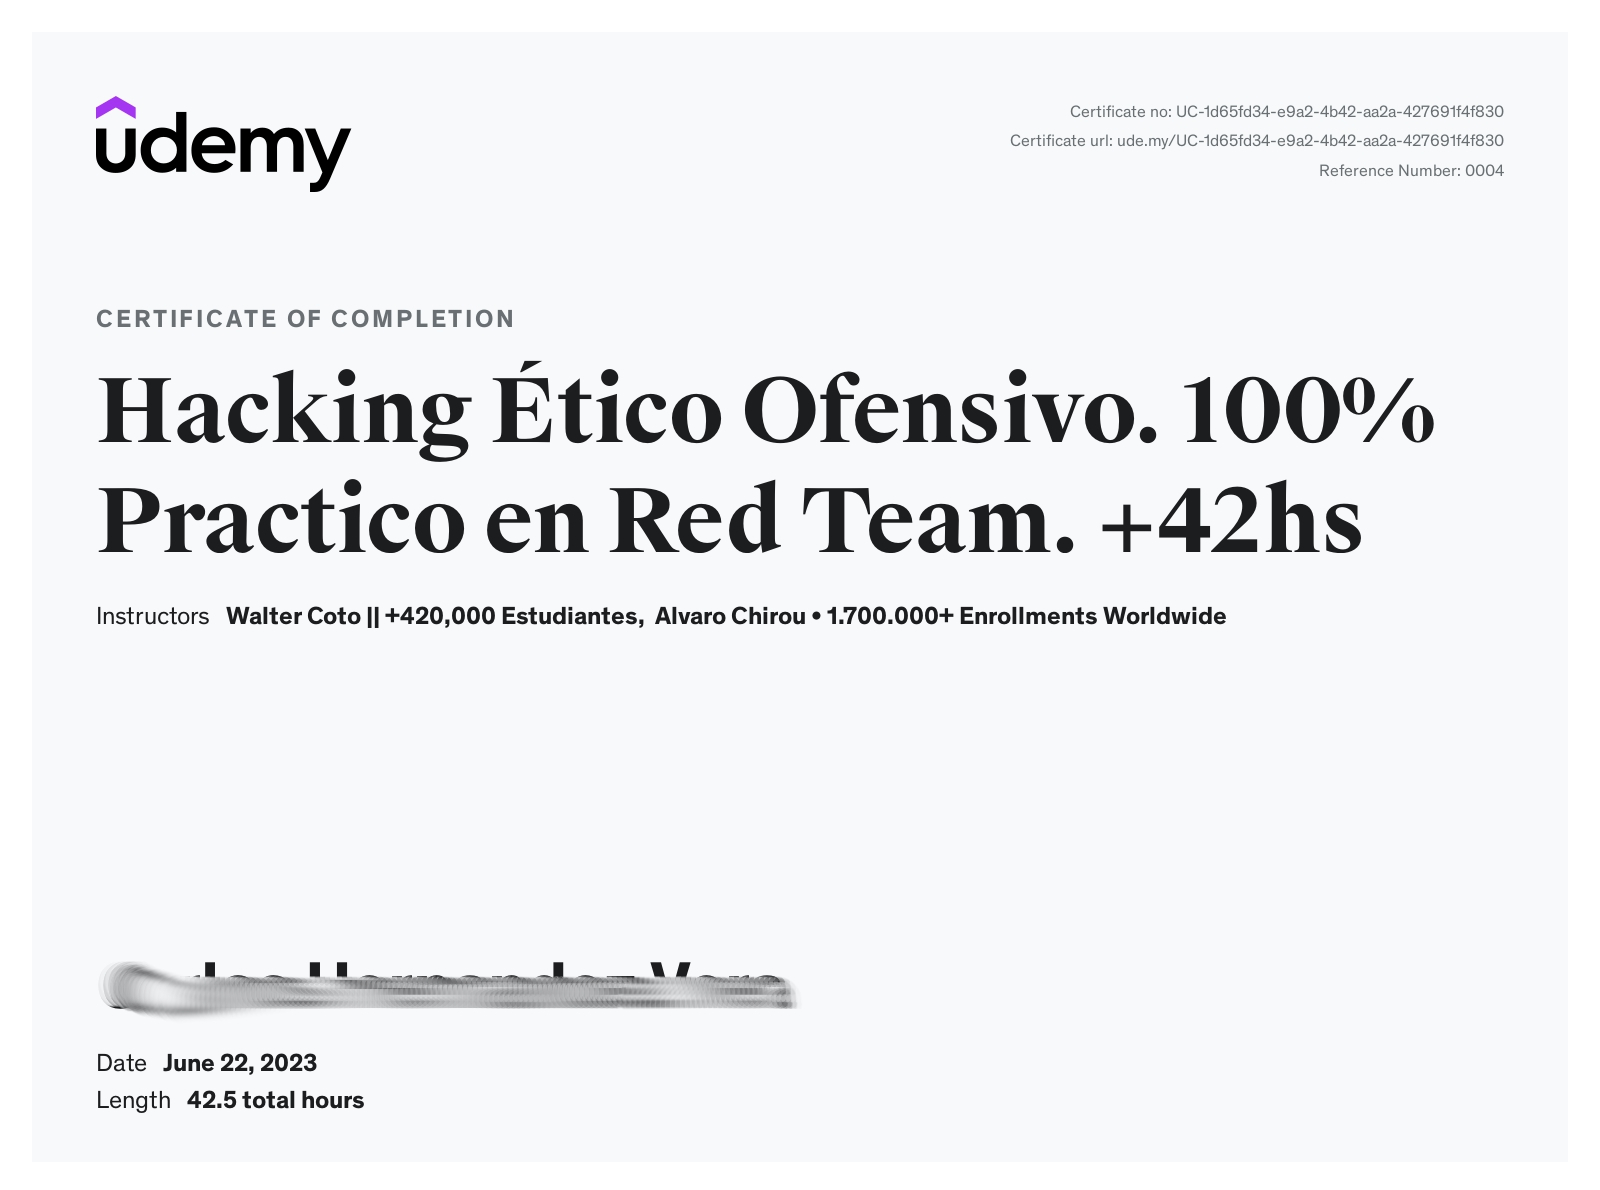 udemy
Certificate no: UC-1d65fd34-e9a2-4b42-aa2a-427691f4f830
Certificate url: ude.my/UC-1d65fd34-e9a2-4b42-aa2a-427691f4f830
Reference Number: 0004
CERTIFICATE OF COMPLETION
Hacking Ético Ofensivo. 100%
Practico en Red Team. +42hs
Instructors Walter Coto || +420,000 Estudiantes, Alvaro Chirou • 1.700.000+ Enrollments Worldwide
Date June 22, 2023
Length 42.5 total hours